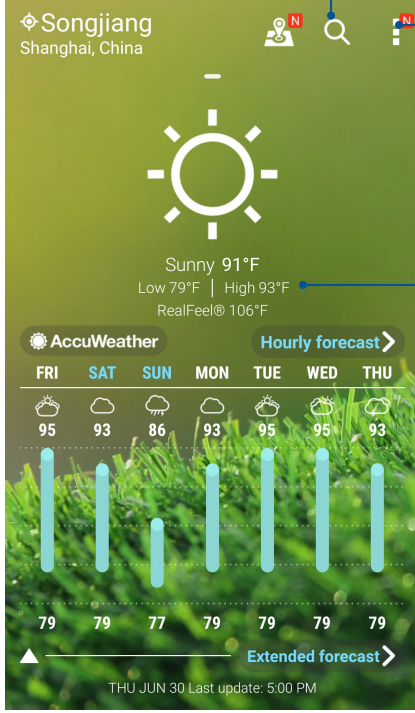 Songjiang
Shanghai, China
N
N
Sunny 91°F
Low 79°F | High 93°F
RealFeel® 106°F
AccuWeather
Hourly forecast
FRI SAT SUN MON TUE WED THU
95 93 86 93 95 95 93
79 79 77 79 79 79 79
Extended forecast
THU JUN 30 Last update: 5:00 PM